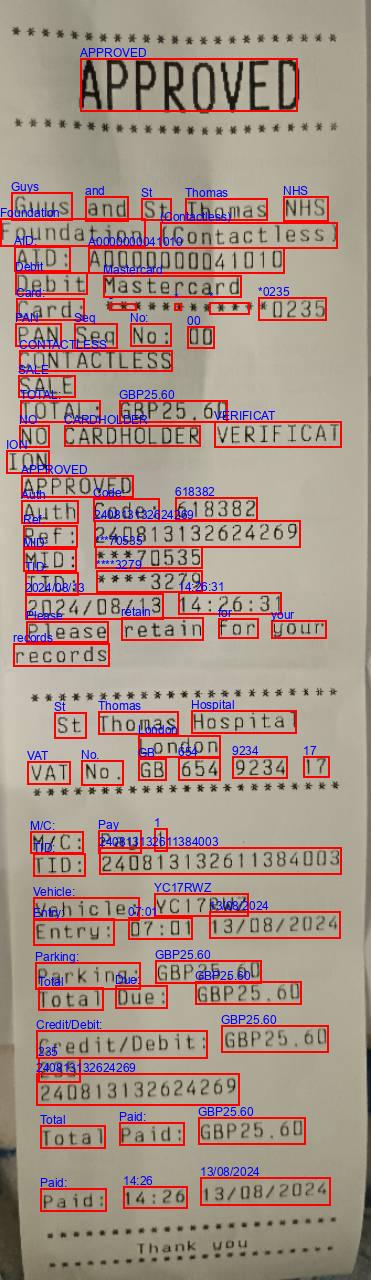 ************************
APPROVED
************************
Guys and St Thomas NHS
Foundation (Contactless)
AID: A0000000041010
Debit Mastercard
Card: ************0235
PAN Seq No: 00
CONTACTLESS
SALE
TOTAL: GBP25.60
NO CARDHOLDER VERIFICAT
ION
APPROVED
Auth Code: 618382
Ref: 240813132624269
MID: ***70535
TID: ****3279
2024/08/13 14:26:31
Please retain for your
records
************************
St Thomas Hospital
London
VAT No. GB 654 9234 17
************************
M/C: Pay 1
TID: 240813132611384003
Vehicle: YC17RWZ
Entry: 07:01 13/08/2024
Parking: GBP25.60
Total Due: GBP25.60
Credit/Debit: GBP25.60
235
240813132624269
Total Paid: GBP25.60
Paid: 14:26 13/08/2024
************************
Thank you
************************